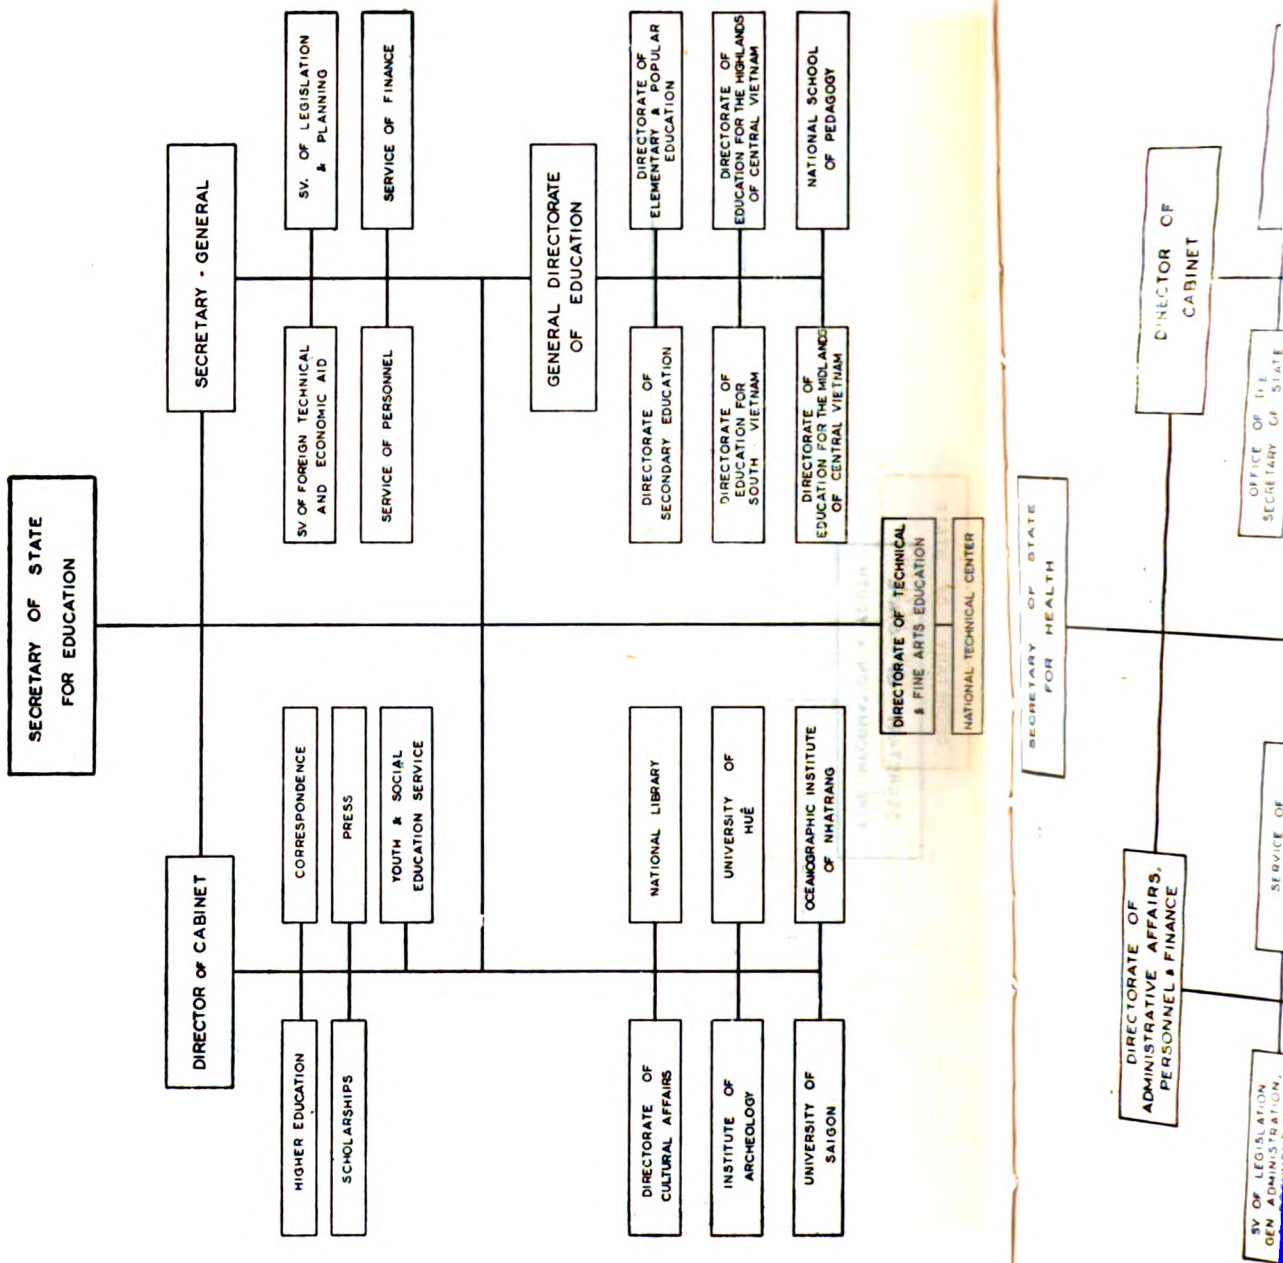 SECRETARY OF STATE
FOR EDUCATION
DIRECTOR OF CABINET
SECRETARY - GENERAL
HIGHER EDUCATION
CORRESPONDENCE
SCHOLARSHIPS
PRESS
YOUTH & SOCIAL
EDUCATION SERVICE
SV. OF FOREIGN TECHNICAL
AND ECONOMIC AID
SV. OF LEGISLATION
& PLANNING
SERVICE OF PERSONNEL
SERVICE OF FINANCE
GENERAL DIRECTORATE
OF EDUCATION
DIRECTORATE OF
CULTURAL AFFAIRS
NATIONAL LIBRARY
INSTITUTE OF
ARCHEOLOGY
UNIVERSITY OF
HUÊ
UNIVERSITY OF
SAIGON
OCEANOGRAPHIC INSTITUTE
OF NHATRANG
DIRECTORATE OF
SECONDARY EDUCATION
DIRECTORATE OF
ELEMENTARY & POPULAR
EDUCATION
DIRECTORATE OF
EDUCATION FOR
SOUTH VIETNAM
DIRECTORATE OF
EDUCATION FOR THE HIGHLANDS
OF CENTRAL VIETNAM
DIRECTORATE OF
EDUCATION FOR THE MIDLANDS
OF CENTRAL VIETNAM
NATIONAL SCHOOL
OF PEDAGOGY
DIRECTORATE OF TECHNICAL
& FINE ARTS EDUCATION
NATIONAL TECHNICAL CENTER
SECRETARY OF STATE
FOR HEALTH
DIRECTORATE OF
ADMINISTRATIVE AFFAIRS,
PERSONNEL & FINANCE
DIRECTOR OF
CABINET
SV OF LEGISLATION
GEN ADMINISTRATION,
SERVICE OF
OFFICE OF THE
SECRETARY OF STATE